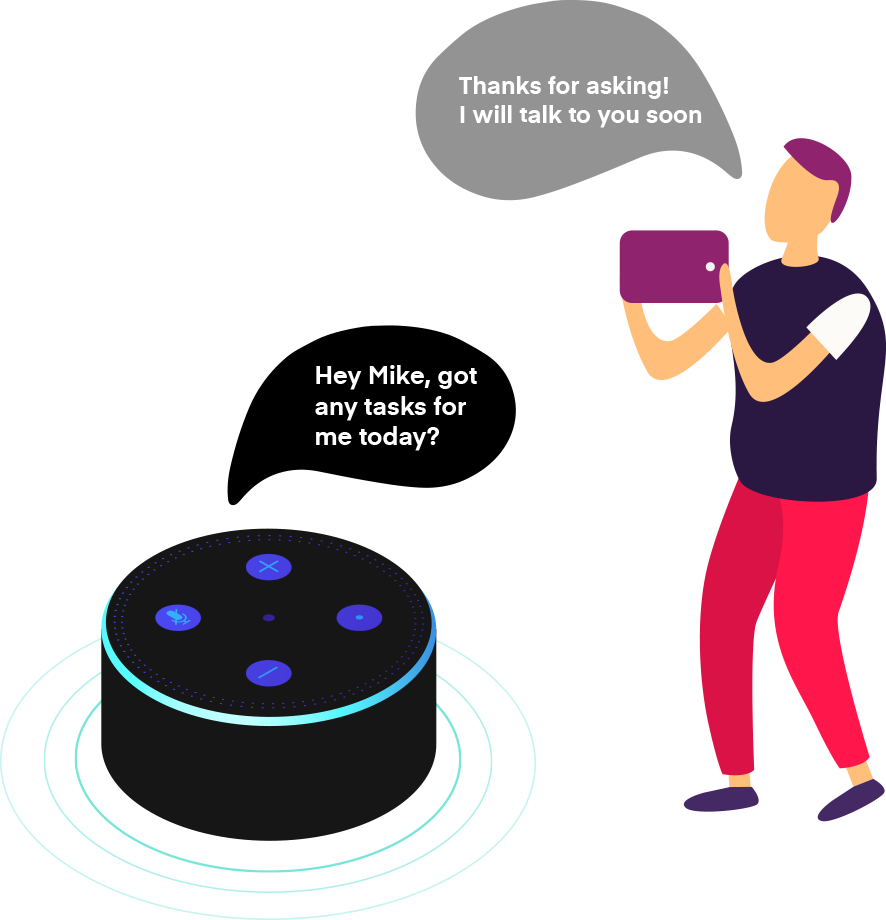 Thanks for asking!
I will talk to you soon
Hey Mike, got
any tasks for
me today?